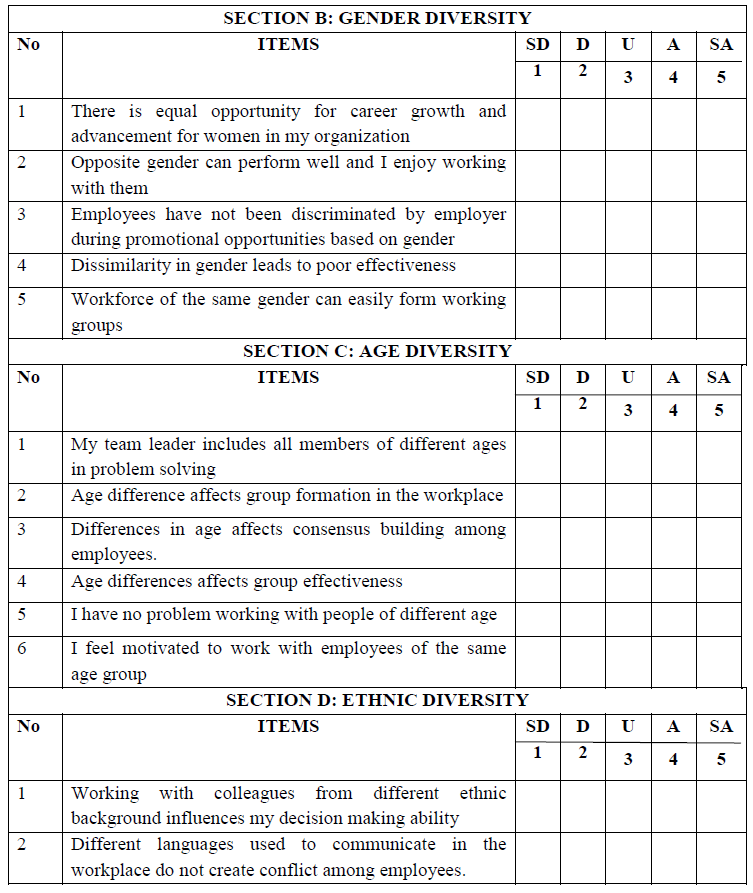 SECTION B: GENDER DIVERSITY
No ITEMS SD D U A SA
1 2 3 4 5
1 There is equal opportunity for career growth and
advancement for women in my organization
2 Opposite gender can perform well and I enjoy working
with them
3 Employees have not been discriminated by employer
during promotional opportunities based on gender
4 Dissimilarity in gender leads to poor effectiveness
5 Workforce of the same gender can easily form working
groups
SECTION C: AGE DIVERSITY
No ITEMS SD D U A SA
1 2 3 4 5
1 My team leader includes all members of different ages
in problem solving
2 Age difference affects group formation in the workplace
3 Differences in age affects consensus building among
employees.
4 Age differences affects group effectiveness
5 I have no problem working with people of different age
6 I feel motivated to work with employees of the same
age group
SECTION D: ETHNIC DIVERSITY
No ITEMS SD D U A SA
1 2 3 4 5
1 Working with colleagues from different ethnic
background influences my decision making ability
2 Different languages used to communicate in the
workplace do not create conflict among employees.